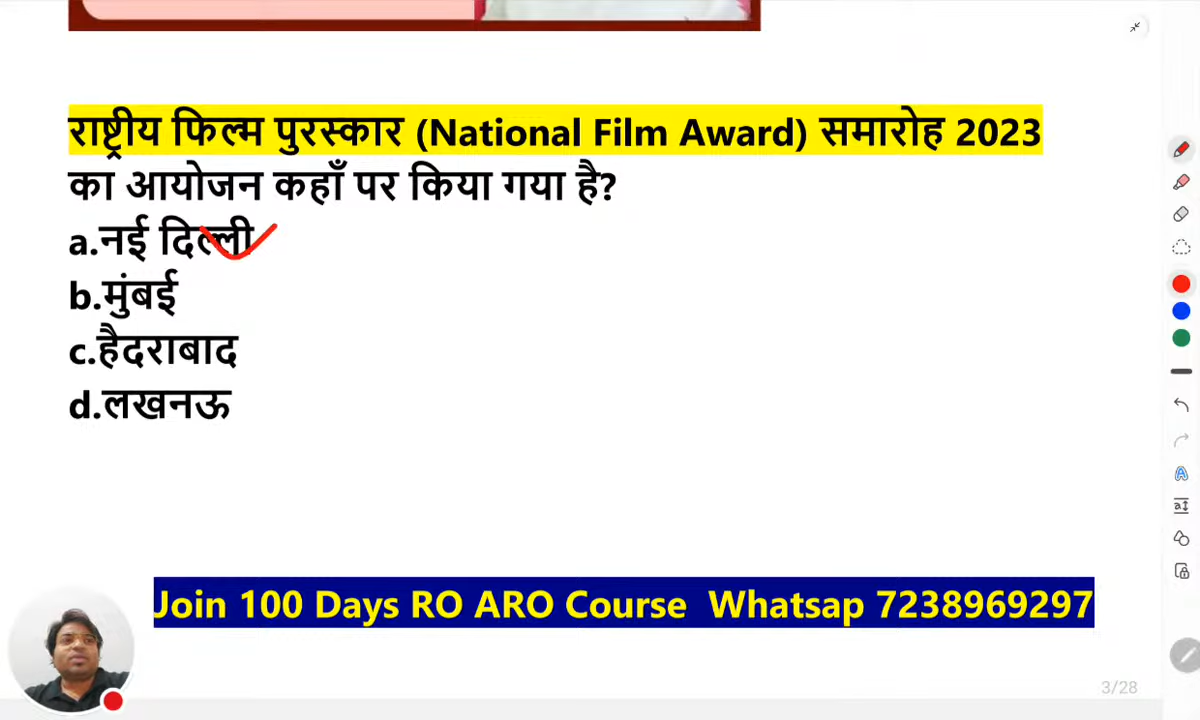 राष्ट्रीय फिल्म पुरस्कार (National Film Award) समारोह 2023
का आयोजन कहाँ पर किया गया है?
a.नई दिल्ली
b.मुंबई
c.हैदराबाद
d.लखनऊ
Join 100 Days RO ARO Course Whatsap 7238969297
3/28